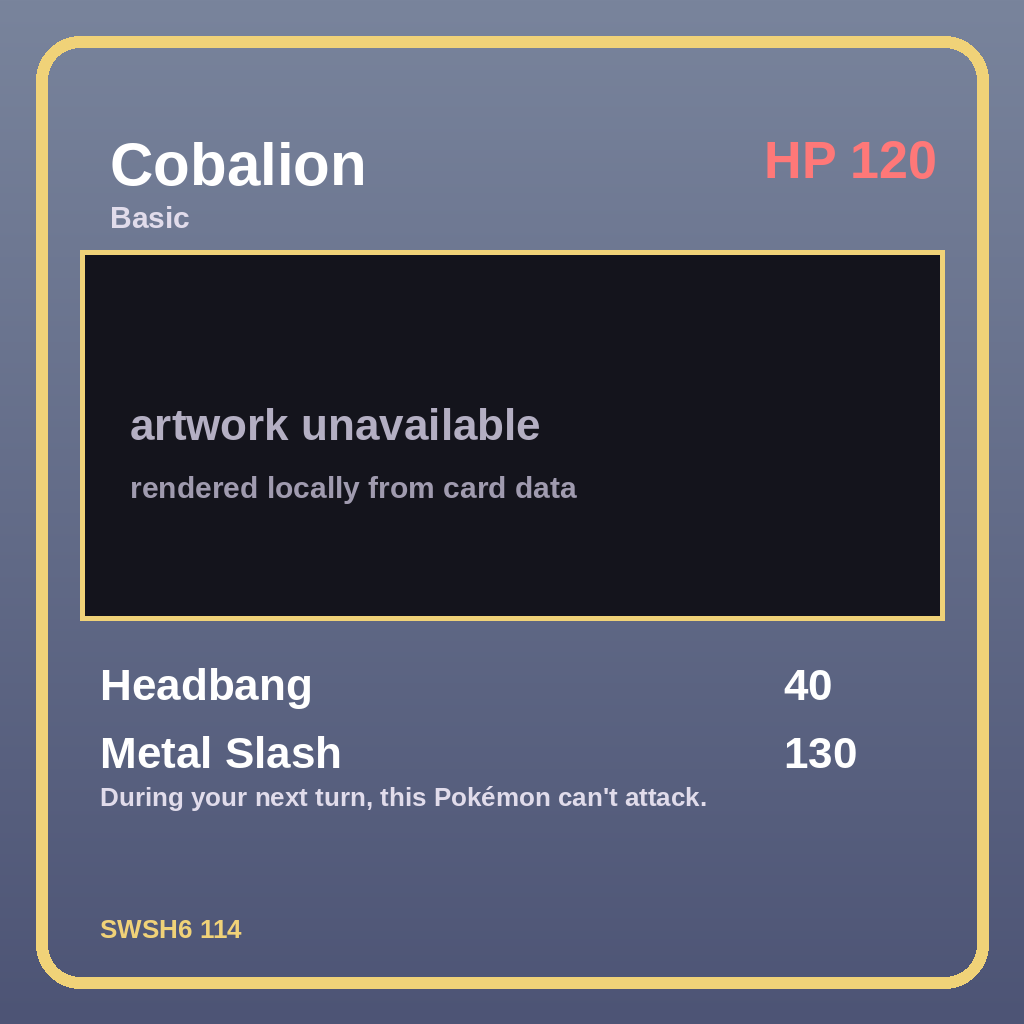 Cobalion
HP 120
Basic
artwork unavailable
rendered locally from card data
Headbang 40
Metal Slash 130
During your next turn, this Pokémon can't attack.
SWSH6 114